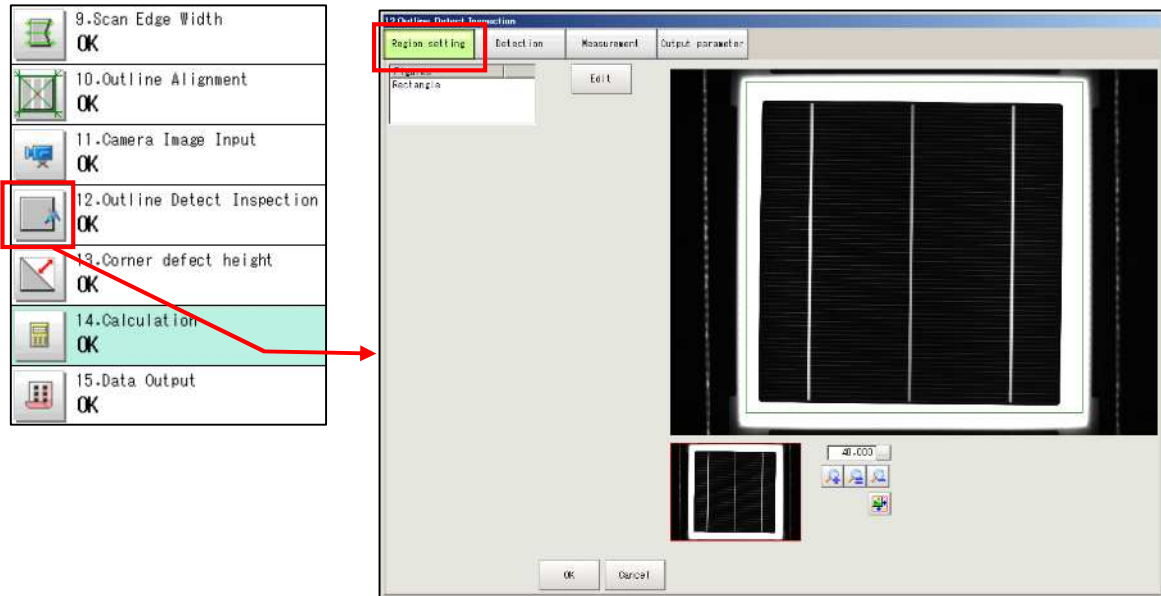 9.Scan Edge Width
OK
10.Outline Alignment
OK
11.Camera Image Input
OK
12.Outline Detect Inspection
OK
13.Corner defect height
OK
14.Calculation
OK
15.Data Output
OK
12.Outline Detect Inspection
Region setting
Detection
Measurement
Output parameter
Figures
Rectangle
Edit
40.000
OK
Cancel